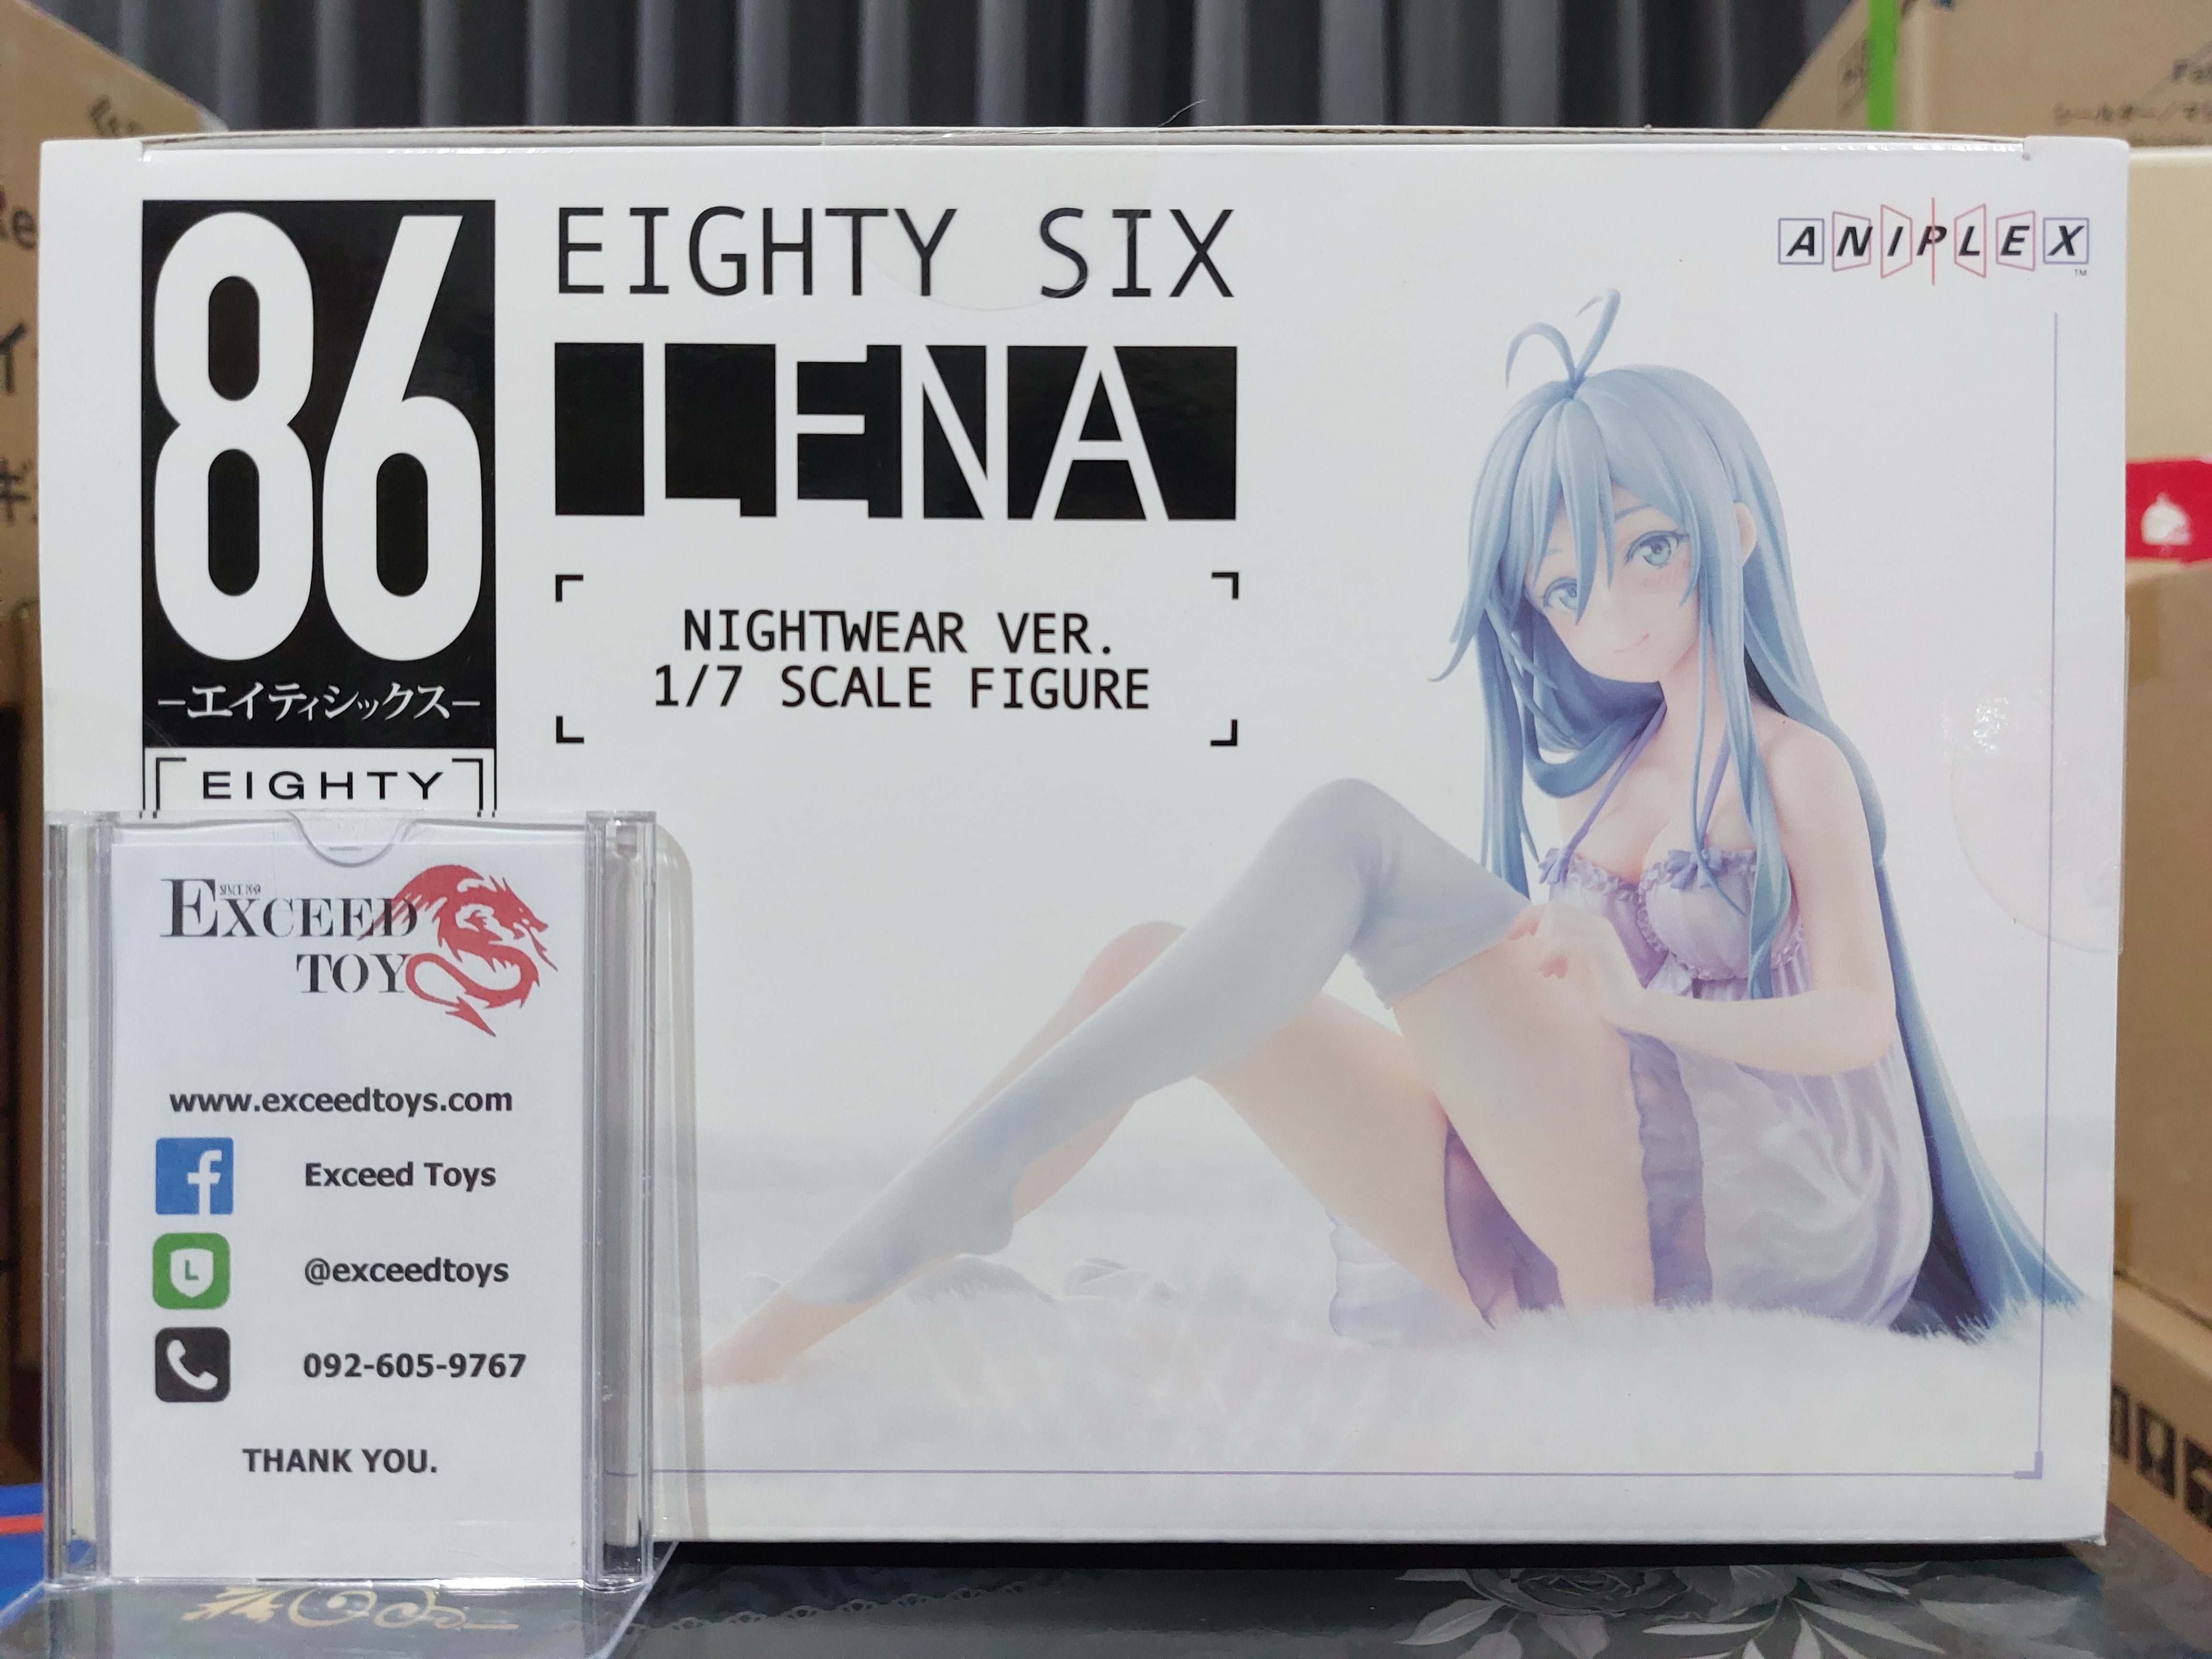 86
-エイティシックス-
EIGHTY
EIGHTY SIX
LENA
NIGHTWEAR VER.
1/7 SCALE FIGURE
ANIPLEX
TM
EXCEED
TOY
www.exceedtoys.com
Exceed Toys
L
@exceedtoys
092-605-9767
THANK YOU.